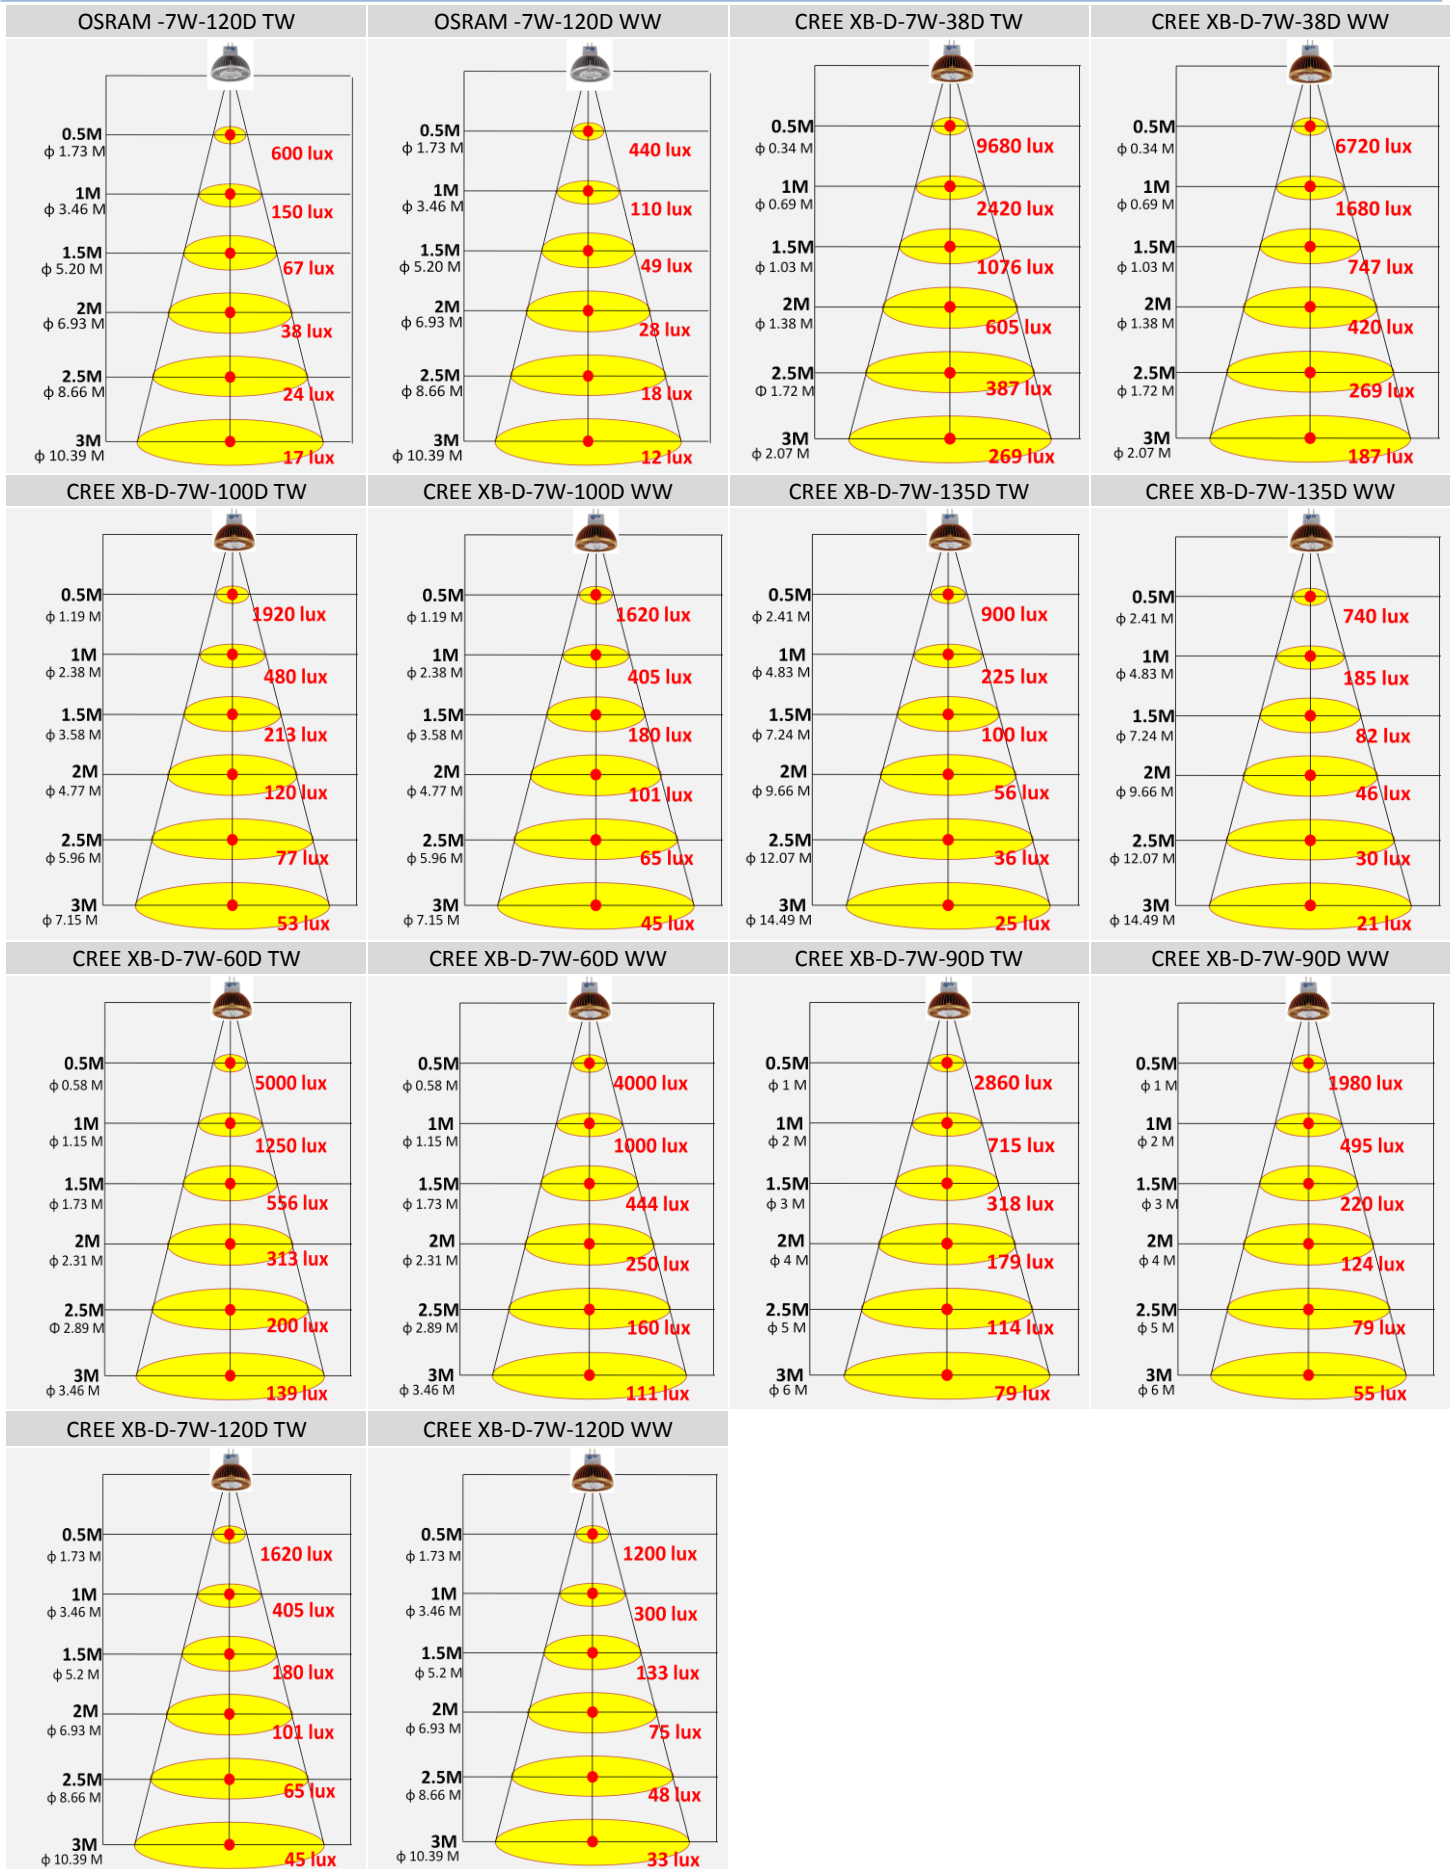 OSRAM -7W-120D TW
0.5M
ϕ 1.73 M
600 lux
1M
ϕ 3.46 M
150 lux
1.5M
ϕ 5.20 M
67 lux
2M
ϕ 6.93 M
38 lux
2.5M
ϕ 8.66 M
24 lux
3M
ϕ 10.39 M
17 lux
OSRAM -7W-120D WW
0.5M
ϕ 1.73 M
440 lux
1M
ϕ 3.46 M
110 lux
1.5M
ϕ 5.20 M
49 lux
2M
ϕ 6.93 M
28 lux
2.5M
ϕ 8.66 M
18 lux
3M
ϕ 10.39 M
12 lux
CREE XB-D-7W-38D TW
0.5M
ϕ 0.34 M
9680 lux
1M
ϕ 0.69 M
2420 lux
1.5M
ϕ 1.03 M
1076 lux
2M
ϕ 1.38 M
605 lux
2.5M
Φ 1.72 M
387 lux
3M
ϕ 2.07 M
269 lux
CREE XB-D-7W-38D WW
0.5M
ϕ 0.34 M
6720 lux
1M
ϕ 0.69 M
1680 lux
1.5M
ϕ 1.03 M
747 lux
2M
ϕ 1.38 M
420 lux
2.5M
ϕ 1.72 M
269 lux
3M
ϕ 2.07 M
187 lux
CREE XB-D-7W-100D TW
0.5M
ϕ 1.19 M
1920 lux
1M
ϕ 2.38 M
480 lux
1.5M
ϕ 3.58 M
213 lux
2M
ϕ 4.77 M
120 lux
2.5M
ϕ 5.96 M
77 lux
3M
ϕ 7.15 M
53 lux
CREE XB-D-7W-100D WW
0.5M
ϕ 1.19 M
1620 lux
1M
ϕ 2.38 M
405 lux
1.5M
ϕ 3.58 M
180 lux
2M
ϕ 4.77 M
101 lux
2.5M
ϕ 5.96 M
65 lux
3M
ϕ 7.15 M
45 lux
CREE XB-D-7W-135D TW
0.5M
ϕ 2.41 M
900 lux
1M
ϕ 4.83 M
225 lux
1.5M
ϕ 7.24 M
100 lux
2M
ϕ 9.66 M
56 lux
2.5M
ϕ 12.07 M
36 lux
3M
ϕ 14.49 M
25 lux
CREE XB-D-7W-135D WW
0.5M
ϕ 2.41 M
740 lux
1M
ϕ 4.83 M
185 lux
1.5M
ϕ 7.24 M
82 lux
2M
ϕ 9.66 M
46 lux
2.5M
ϕ 12.07 M
30 lux
3M
ϕ 14.49 M
21 lux
CREE XB-D-7W-60D TW
0.5M
ϕ 0.58 M
5000 lux
1M
ϕ 1.15 M
1250 lux
1.5M
ϕ 1.73 M
556 lux
2M
ϕ 2.31 M
313 lux
2.5M
Φ 2.89 M
200 lux
3M
ϕ 3.46 M
139 lux
CREE XB-D-7W-60D WW
0.5M
ϕ 0.58 M
4000 lux
1M
ϕ 1.15 M
1000 lux
1.5M
ϕ 1.73 M
444 lux
2M
ϕ 2.31 M
250 lux
2.5M
ϕ 2.89 M
160 lux
3M
ϕ 3.46 M
111 lux
CREE XB-D-7W-90D TW
0.5M
ϕ 1 M
2860 lux
1M
ϕ 2 M
715 lux
1.5M
ϕ 3 M
318 lux
2M
ϕ 4 M
179 lux
2.5M
ϕ 5 M
114 lux
3M
ϕ 6 M
79 lux
CREE XB-D-7W-90D WW
0.5M
ϕ 1 M
1980 lux
1M
ϕ 2 M
495 lux
1.5M
ϕ 3 M
220 lux
2M
ϕ 4 M
124 lux
2.5M
ϕ 5 M
79 lux
3M
ϕ 6 M
55 lux
CREE XB-D-7W-120D TW
0.5M
ϕ 1.73 M
1620 lux
1M
ϕ 3.46 M
405 lux
1.5M
ϕ 5.2 M
180 lux
2M
ϕ 6.93 M
101 lux
2.5M
ϕ 8.66 M
65 lux
3M
ϕ 10.39 M
45 lux
CREE XB-D-7W-120D WW
0.5M
ϕ 1.73 M
1200 lux
1M
ϕ 3.46 M
300 lux
1.5M
ϕ 5.2 M
133 lux
2M
ϕ 6.93 M
75 lux
2.5M
ϕ 8.66 M
48 lux
3M
ϕ 10.39 M
33 lux